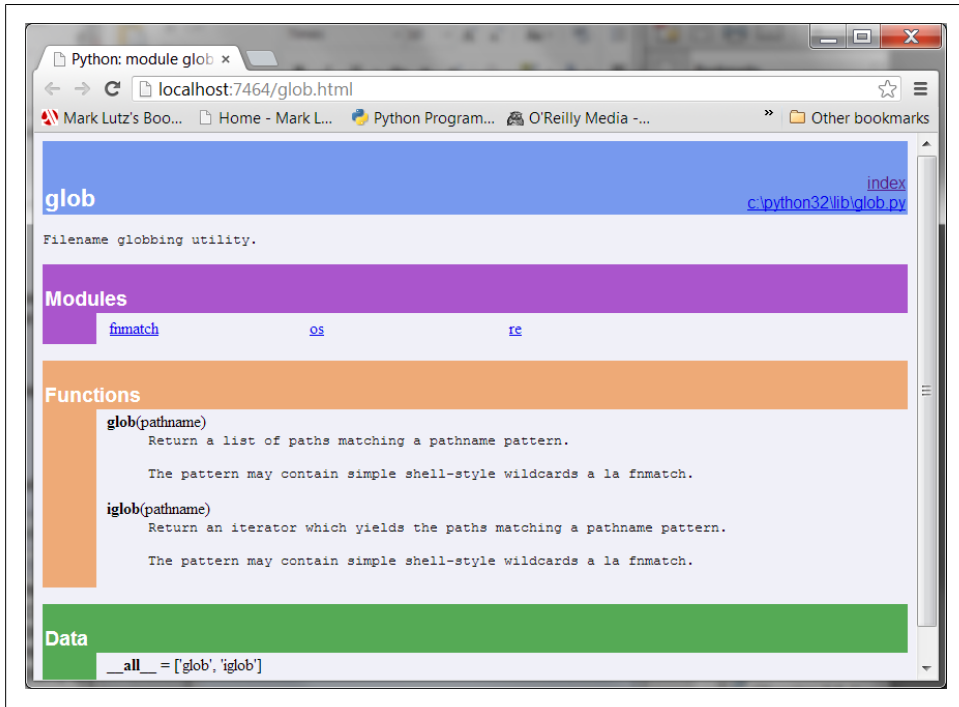 Python: module glob
localhost:7464/glob.html
Mark Lutz's Boo... Home - Mark L... Python Program... O'Reilly Media -... » Other bookmarks
index
glob
c:\python32\lib\glob.py
Filename globbing utility.
Modules
fnmatch os re
Functions
glob(pathname)
Return a list of paths matching a pathname pattern.
The pattern may contain simple shell-style wildcards a la fnmatch.
iglob(pathname)
Return an iterator which yields the paths matching a pathname pattern.
The pattern may contain simple shell-style wildcards a la fnmatch.
Data
__all__ = ['glob', 'iglob']